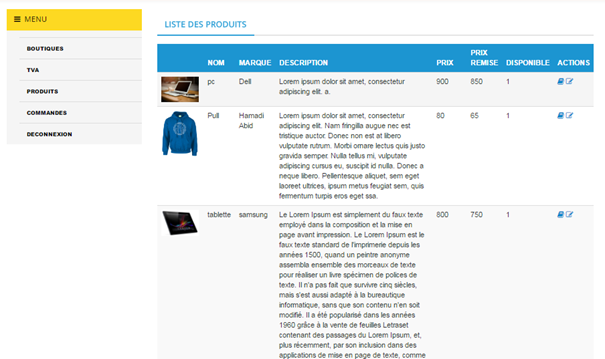 MENU
BOUTIQUES
TVA
PRODUITS
COMMANDES
DECONNEXION
LISTE DES PRODUITS
NOM MARQUE DESCRIPTION PRIX PRIX REMISE DISPONIBLE ACTIONS
pc Dell Lorem ipsum dolor sit amet, consectetur 900 850 1
adipiscing elit. a.
Pull Hamadi Abid Lorem ipsum dolor sit amet, consectetur 80 65 1
adipiscing elit. Nam fringilla augue nec est
tristique auctor. Donec non est at libero
vulputate rutrum. Morbi ornare lectus quis justo
gravida semper. Nulla tellus mi, vulputate
adipiscing cursus eu, suscipit id nulla. Donec a
neque libero. Pellentesque aliquet, sem eget
laoreet ultrices, ipsum metus feugiat sem, quis
fermentum turpis eros eget ssa.
tablette samsung Le Lorem Ipsum est simplement du faux texte 800 750 1
employé dans la composition et la mise en
page avant impression. Le Lorem Ipsum est le
faux texte standard de l'imprimerie depuis les
années 1500, quand un peintre anonyme
assembla ensemble des morceaux de texte
pour réaliser un livre spécimen de polices de
texte. Il n'a pas fait que survivre cinq siècles,
mais s'est aussi adapté à la bureautique
informatique, sans que son contenu n'en soit
modifié. Il a été popularisé dans les années
1960 grâce à la vente de feuilles Letraset
contenant des passages du Lorem Ipsum, et,
plus récemment, par son inclusion dans des
applications de mise en page de texte, comme